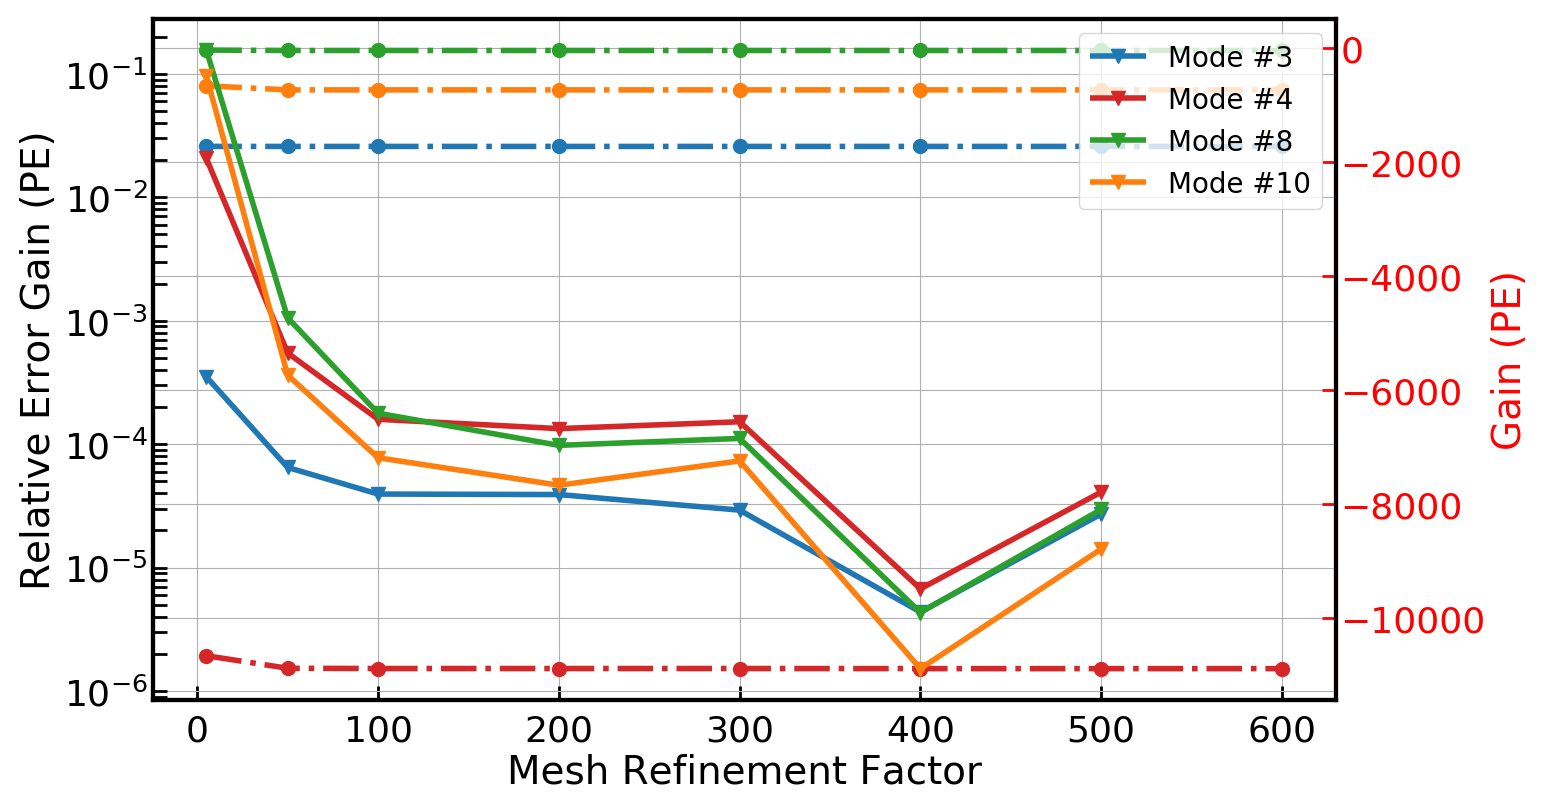 Relative Error Gain (PE)
10⁻¹
10⁻²
10⁻³
10⁻⁴
10⁻⁵
10⁻⁶
Mode #3
Mode #4
Mode #8
Mode #10
0
−2000
−4000
−6000
−8000
−10000
Gain (PE)
0 100 200 300 400 500 600
Mesh Refinement Factor